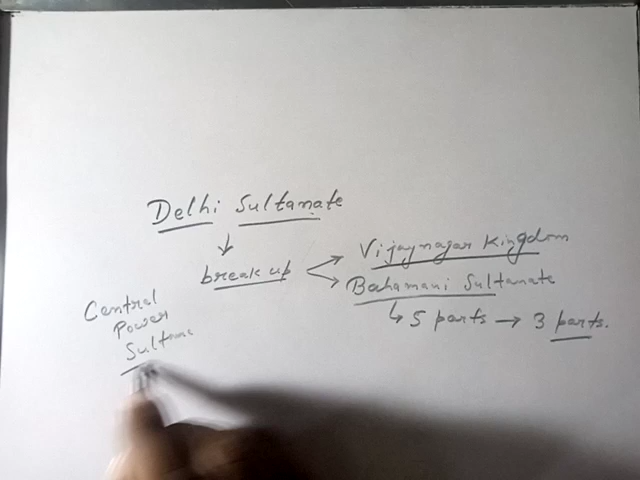 Delhi Sultanate
↓
break up
Vijaynagar Kingdom
Bahamani Sultanate
↳ 5 parts → 3 parts.
Central
Power